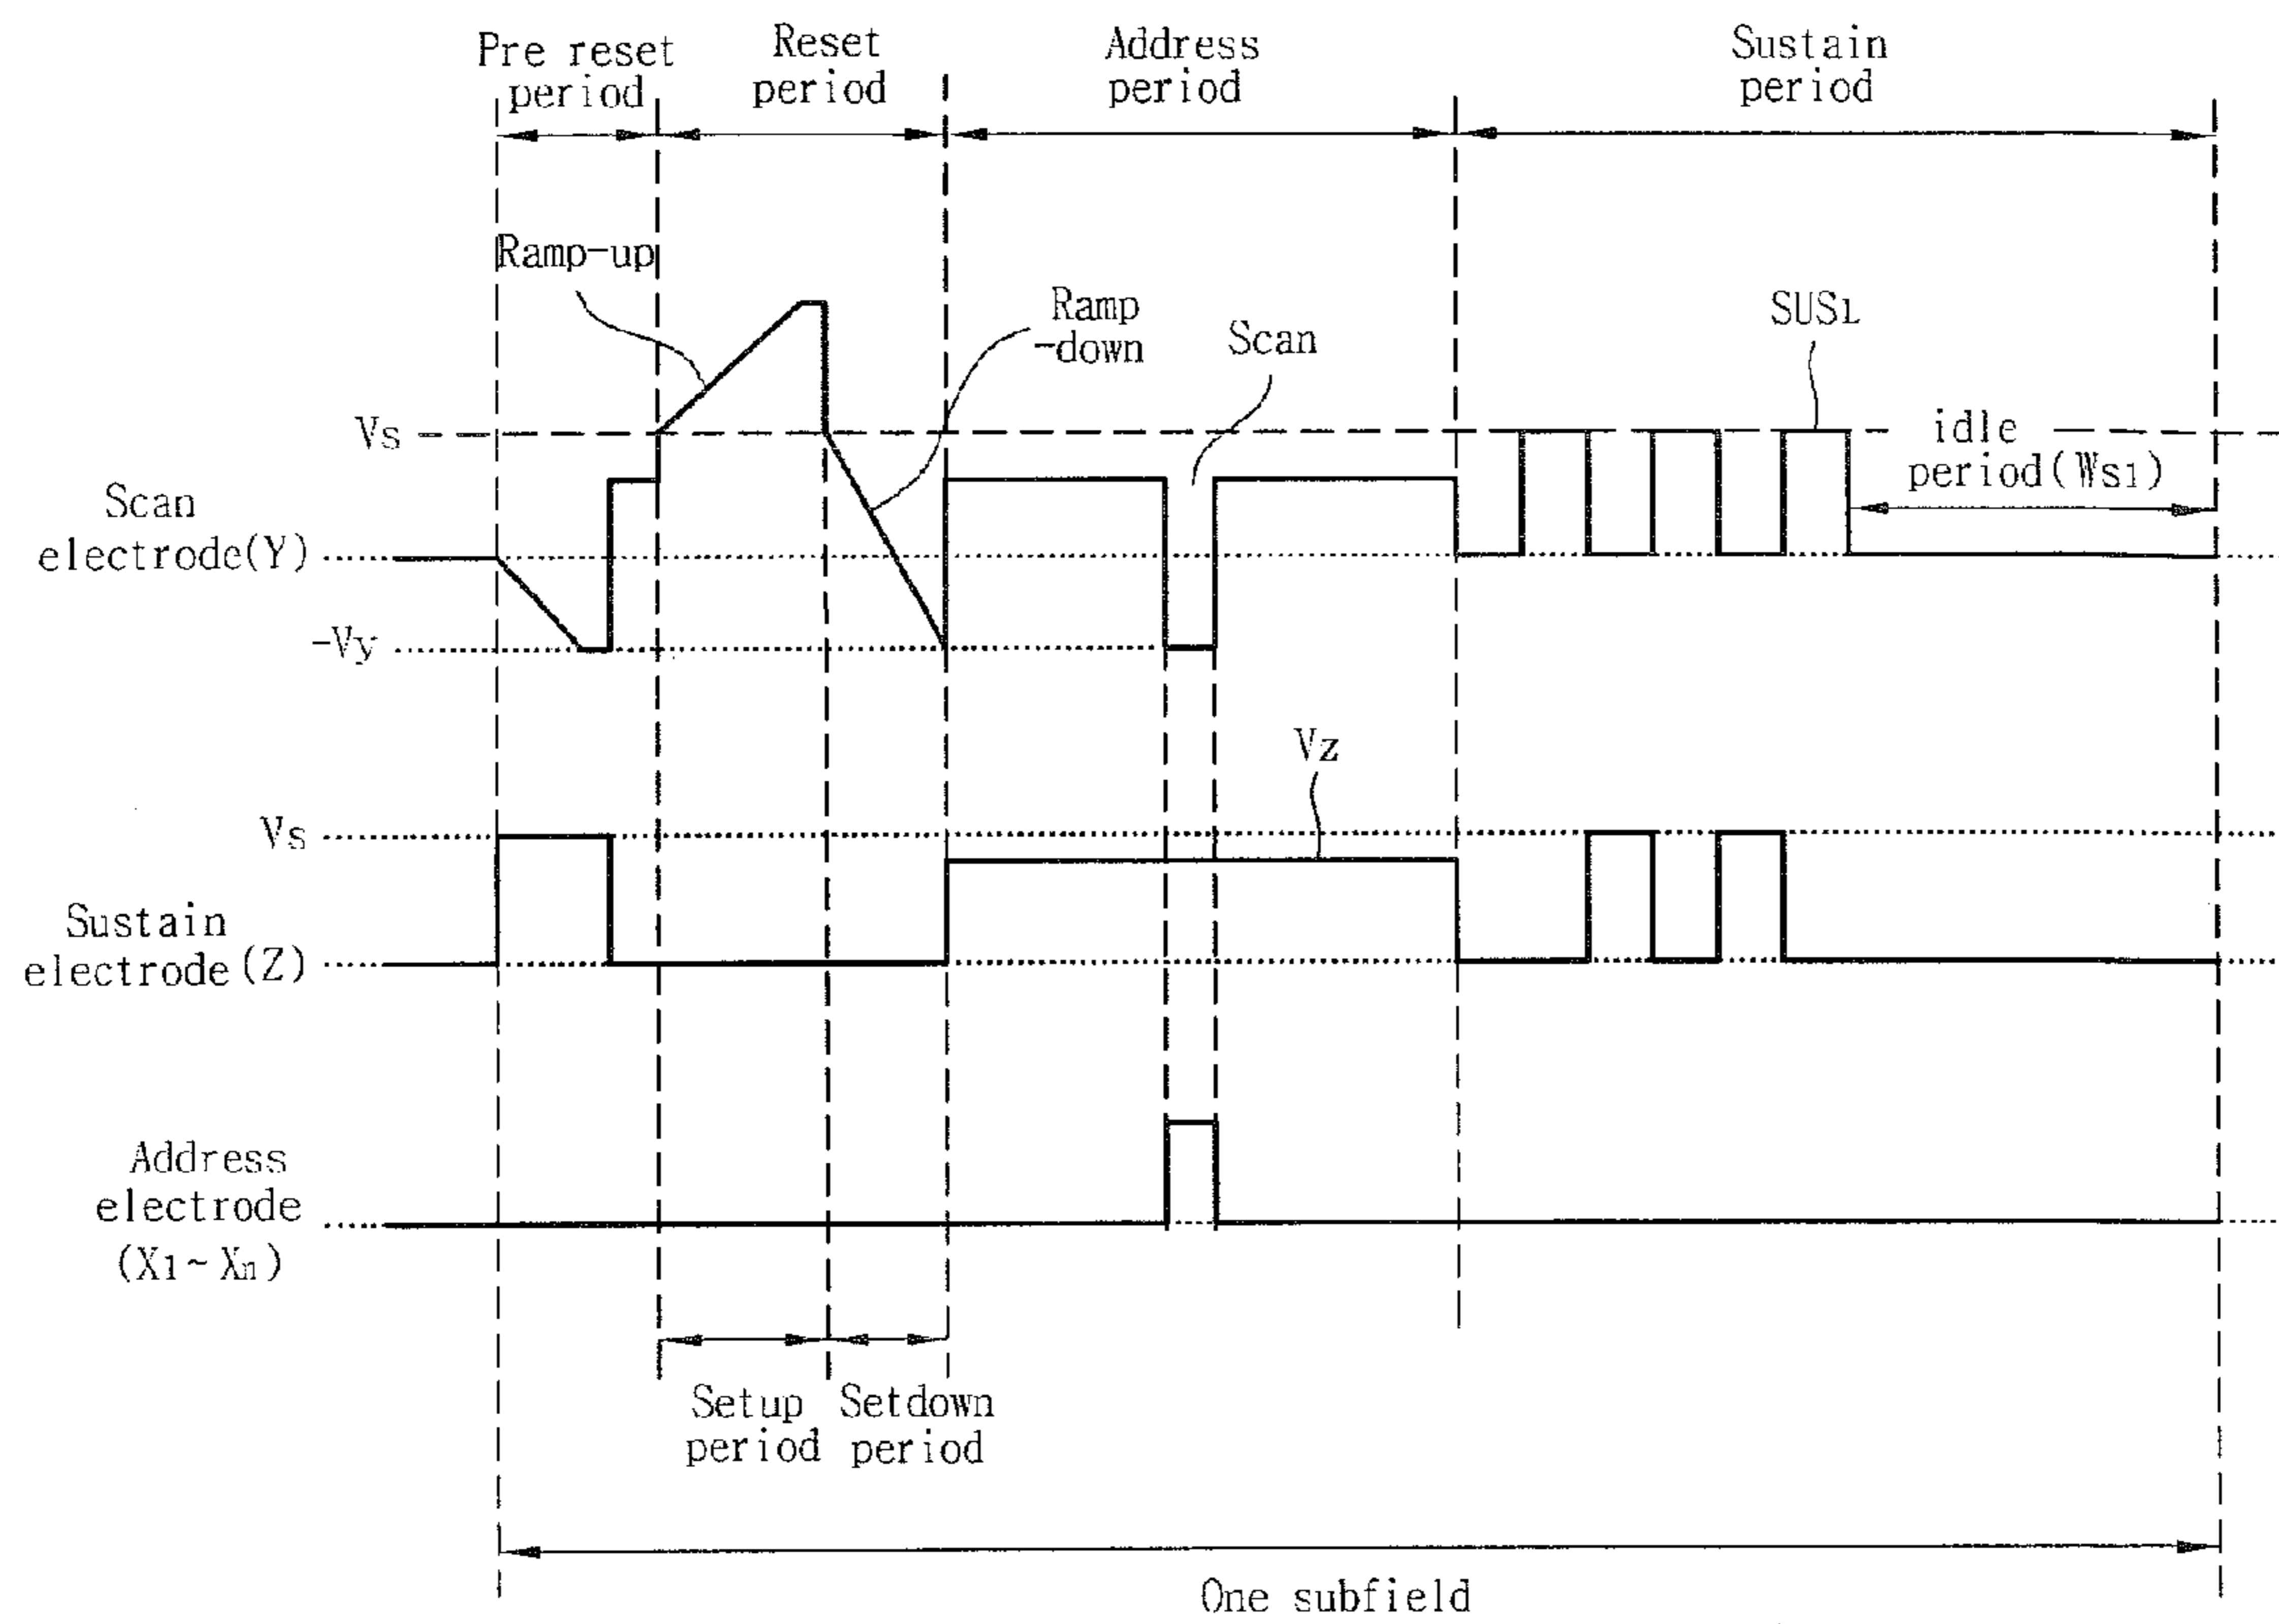 Pre reset
period
Reset
period
Address
period
Sustain
period
Ramp-up
Ramp
-down
Scan
SUSL
Vs
idle
period(Ws1)
Scan
electrode(Y)
-Vy
Vz
Vs
Sustain
electrode(Z)
Address
electrode
(X1~Xn)
Setup
period
Setdown
period
One subfield